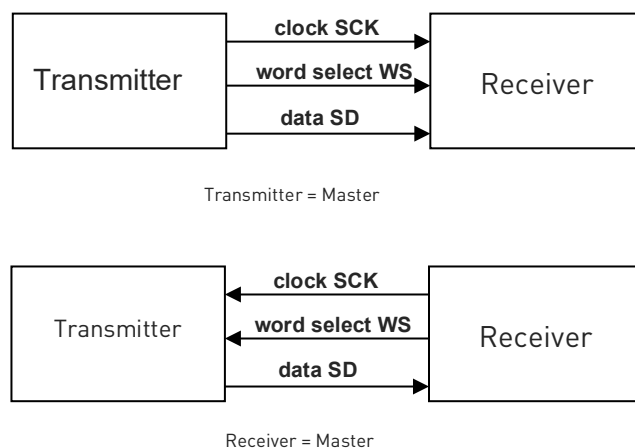 clock SCK
Transmitter
word select WS
Receiver
data SD
Transmitter = Master
clock SCK
Transmitter
word select WS
Receiver
data SD
Receiver = Master